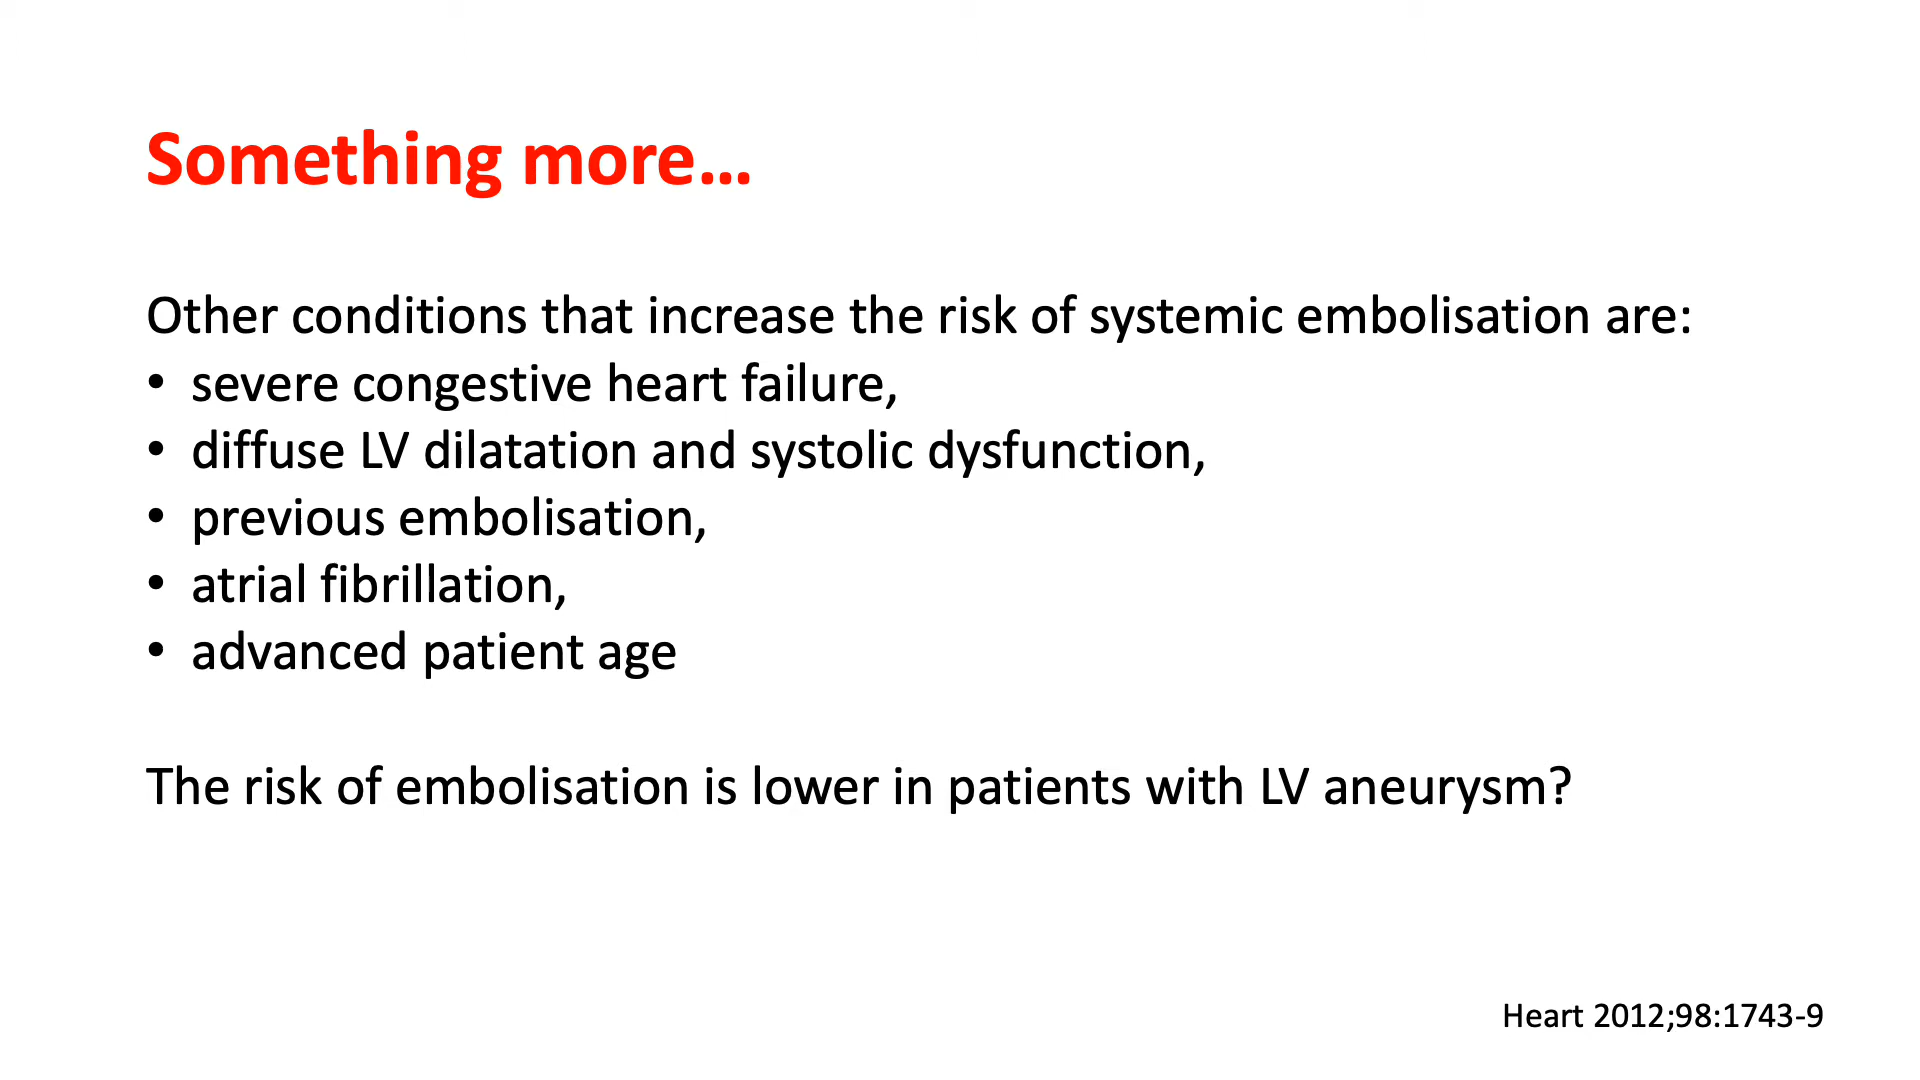 Something more...
Other conditions that increase the risk of systemic embolisation are:
• severe congestive heart failure,
• diffuse LV dilatation and systolic dysfunction,
• previous embolisation,
• atrial fibrillation,
• advanced patient age
The risk of embolisation is lower in patients with LV aneurysm?
Heart 2012;98:1743-9